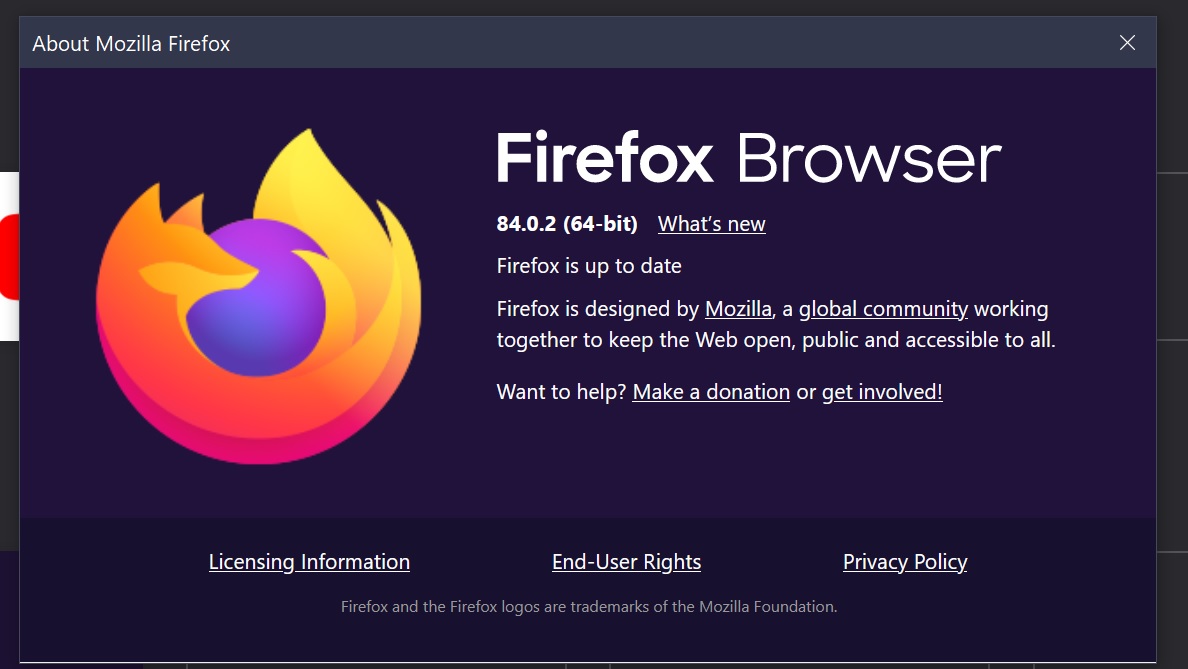 About Mozilla Firefox
Firefox Browser
84.0.2 (64-bit) What's new
Firefox is up to date
Firefox is designed by Mozilla, a global community working
together to keep the Web open, public and accessible to all.
Want to help? Make a donation or get involved!
Licensing Information End-User Rights Privacy Policy
Firefox and the Firefox logos are trademarks of the Mozilla Foundation.